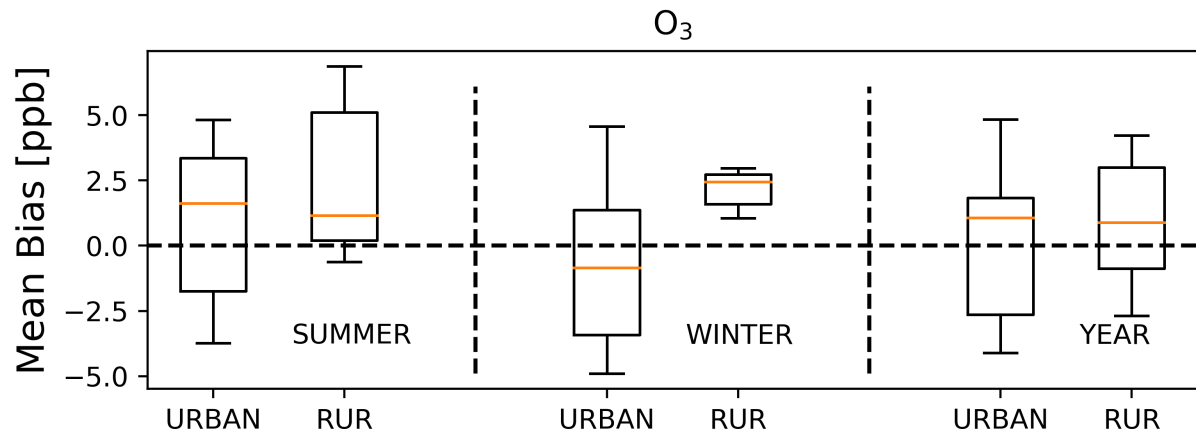 O₃
Mean Bias [ppb]
5.0
2.5
0.0
−2.5
−5.0
SUMMER
WINTER
YEAR
URBAN
RUR
URBAN
RUR
URBAN
RUR